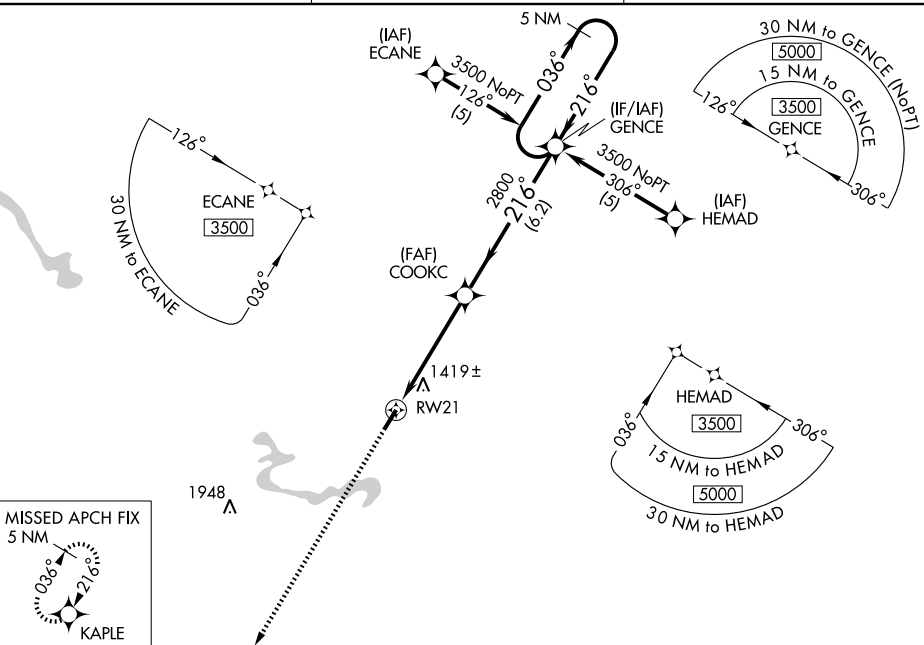 (IAF)
ECANE
3500 NoPT
126°
(5)
5 NM
036°
216°
(IF/IAF)
GENCE
3500 NoPT
306°
(5)
(IAF)
HEMAD
2800
216°
(6.2)
(FAF)
COOKC
1419±
RW21
1948
30 NM to GENCE (NoPT)
5000
15 NM to GENCE
3500
GENCE
126°
306°
126°
ECANE
3500
30 NM to ECANE
036°
HEMAD
3500
036°
306°
15 NM to HEMAD
5000
30 NM to HEMAD
MISSED APCH FIX
5 NM
036°
216°
KAPLE